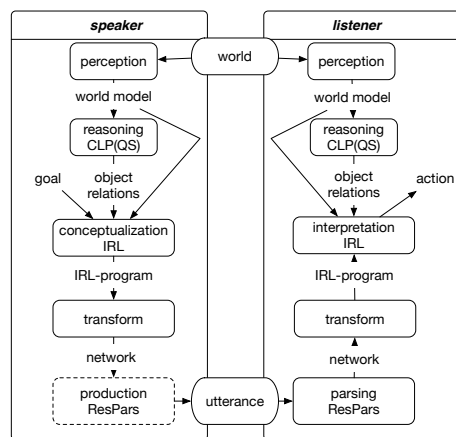 speaker
listener
world
perception
perception
world model
world model
reasoning
CLP(QS)
reasoning
CLP(QS)
goal
object
relations
object
relations
action
conceptualization
IRL
interpretation
IRL
IRL-program
IRL-program
transform
transform
network
network
production
ResPars
utterance
parsing
ResPars